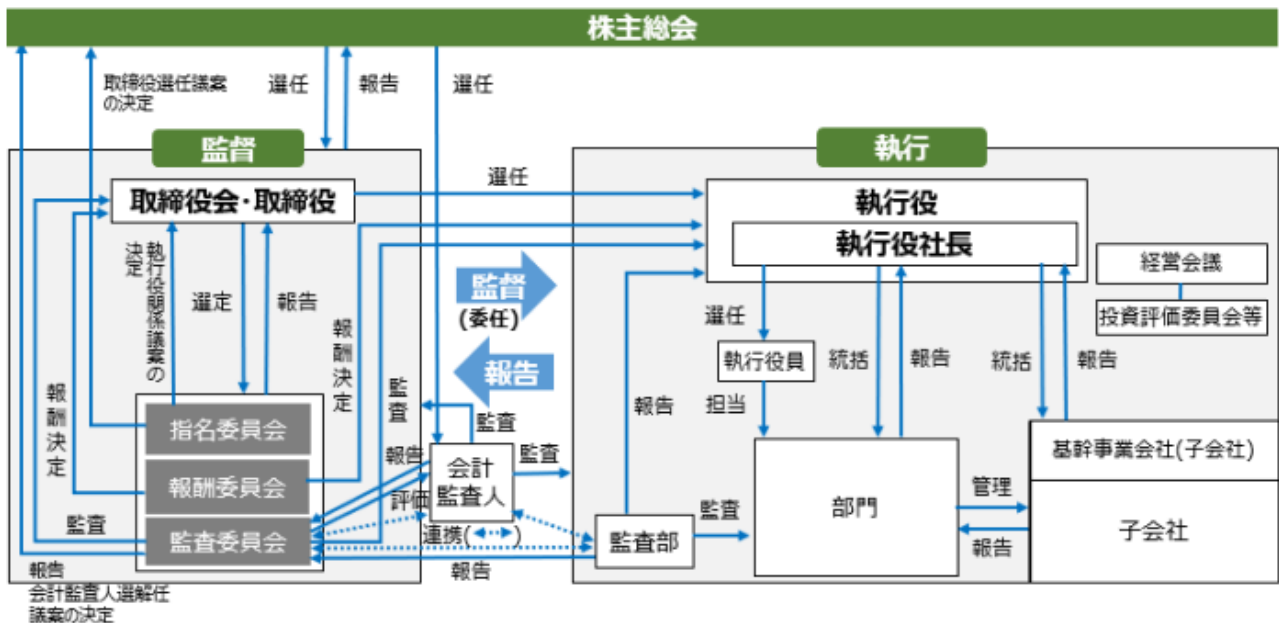 株主総会
取締役選任議案
の決定
選任
報告
選任
監督
執行
取締役会・取締役
選任
執行役
執行役社長
経営会議
投資評価委員会等
執行役関係議案の
決定
選定
報告
監督
(委任)
報告
報酬決定
報酬決定
監査
選任
執行役員
担当
統括
報告
統括
報告
報告
指名委員会
報酬委員会
監査委員会
監査
報告
評価
監査
会計
監査人
監査
連携( )
監査部
監査
部門
管理
報告
基幹事業会社(子会社)
子会社
報告
報告
会計監査人選解任
議案の決定